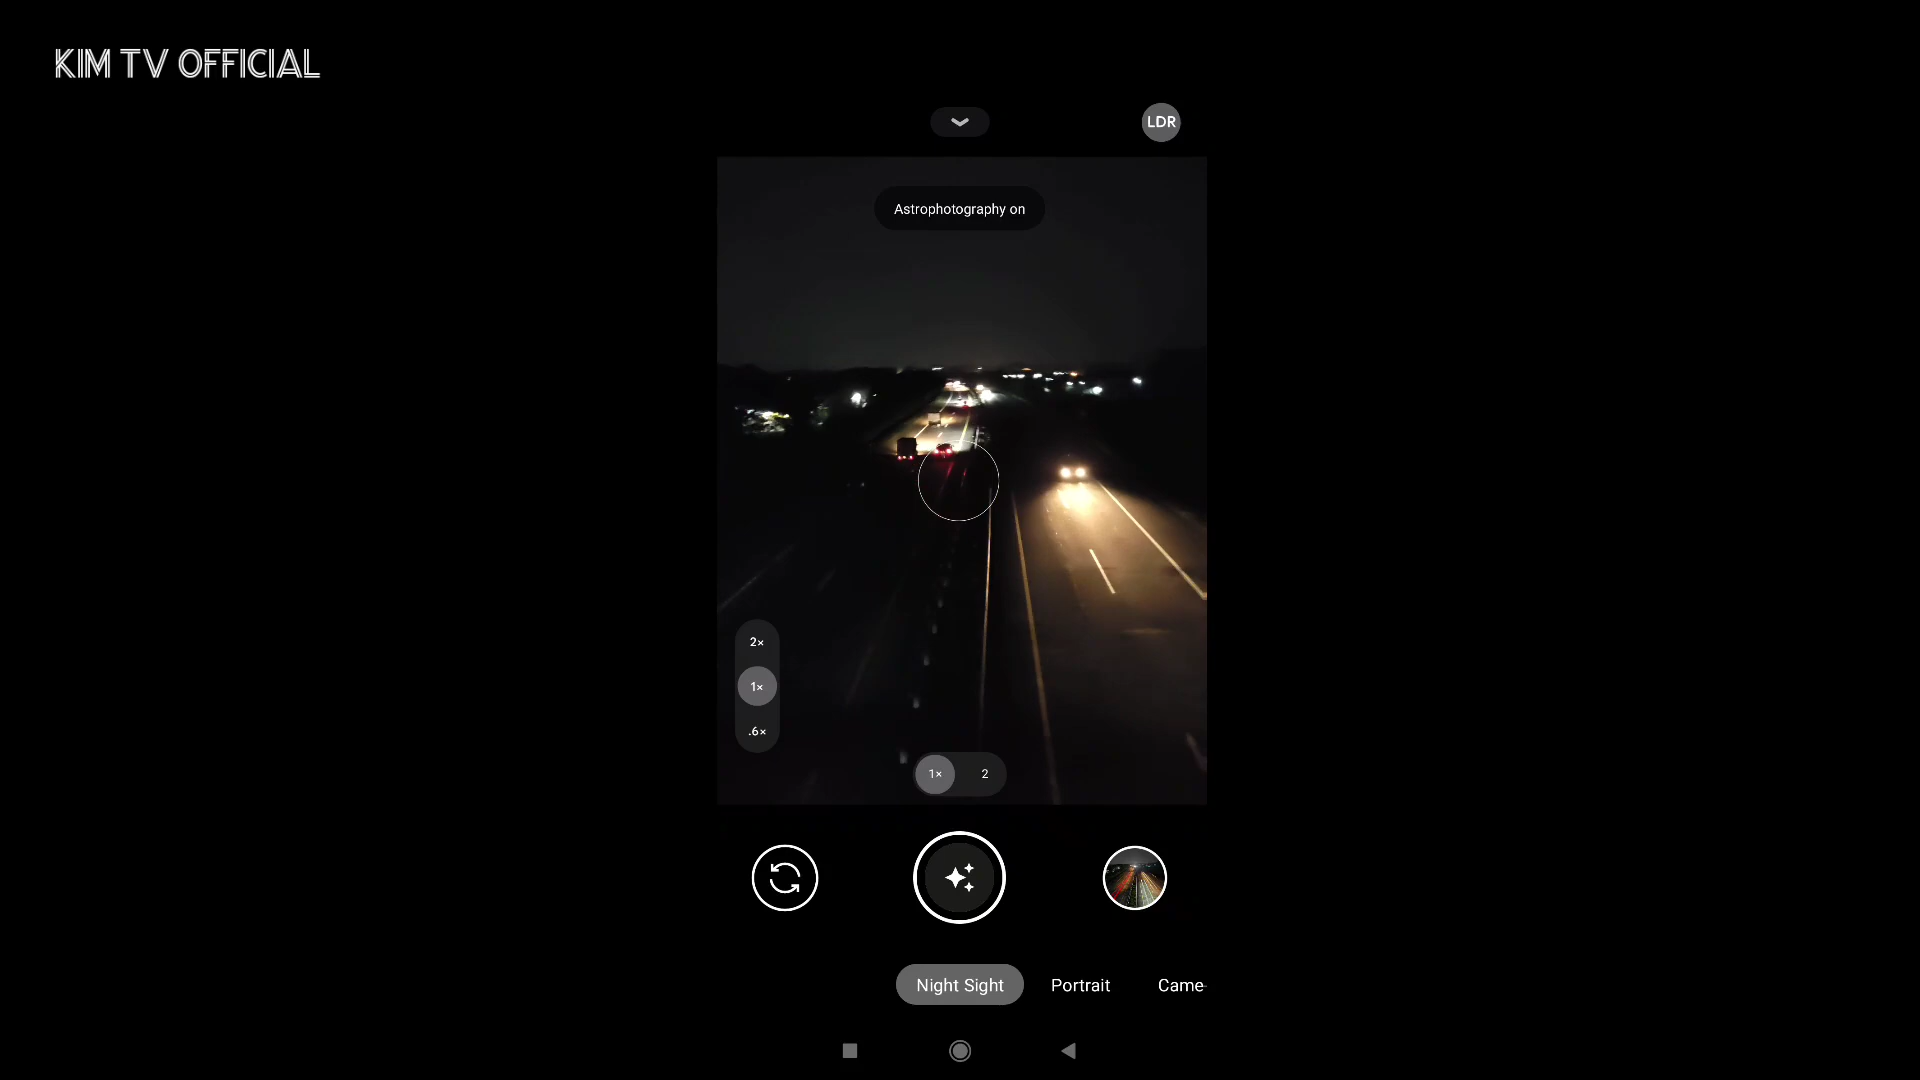 KIM TV OFFICIAL
LDR
Astrophotography on
2×
1×
.6×
1× 2
Night Sight Portrait Came